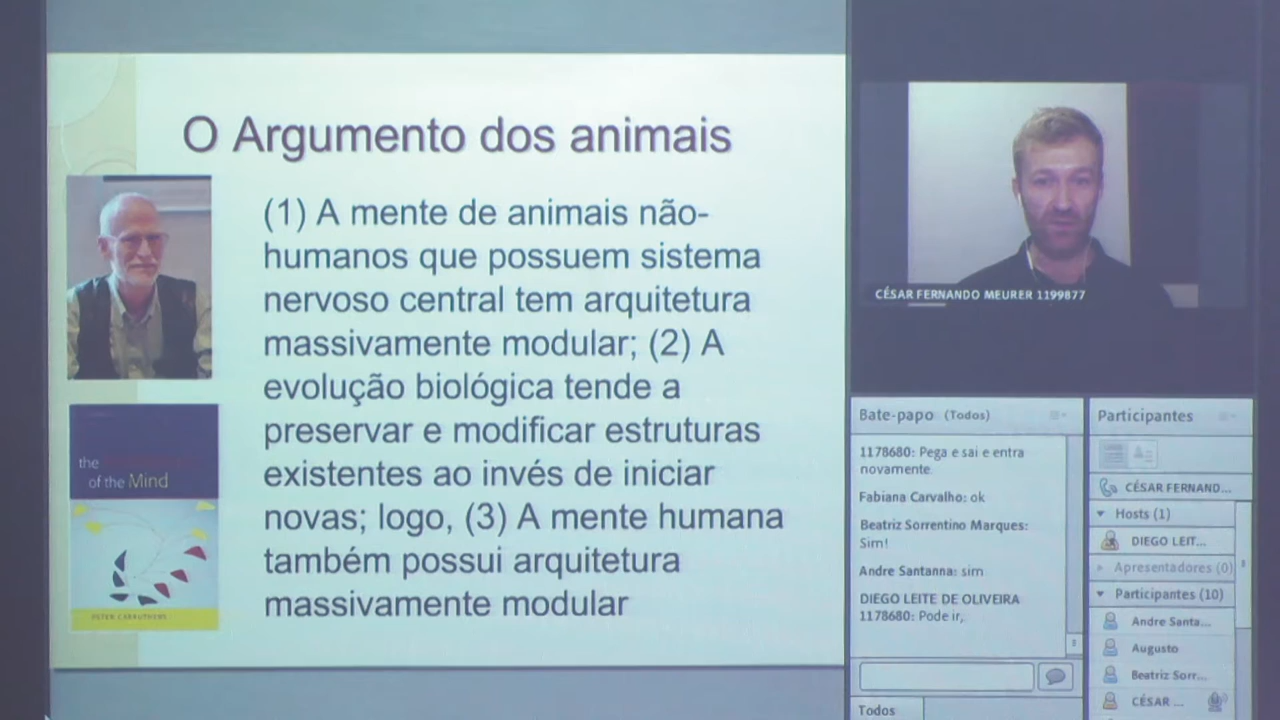 O Argumento dos animais
(1) A mente de animais não-
humanos que possuem sistema
nervoso central tem arquitetura
massivamente modular; (2) A
evolução biológica tende a
preservar e modificar estruturas
existentes ao invés de iniciar
novas; logo, (3) A mente humana
também possui arquitetura
massivamente modular
the
of the Mind
PETER CARRUTHERS
CÉSAR FERNANDO MEURER 1199877
Bate-papo (Todos)
1178680: Pega e sai e entra
novamente
Fabiana Carvalho: ok
Beatriz Sorrentino Marques:
Sim!
Andre Santanna: sim
DIEGO LEITE DE OLIVEIRA
1178680: Pode ir,
Todos
Participantes
CÉSAR FERNAND...
Hosts (1)
DIEGO LEIT...
Apresentadores (0)
Participantes (10)
Andre Santa...
Augusto
Beatriz Sorr...
CÉSAR ...